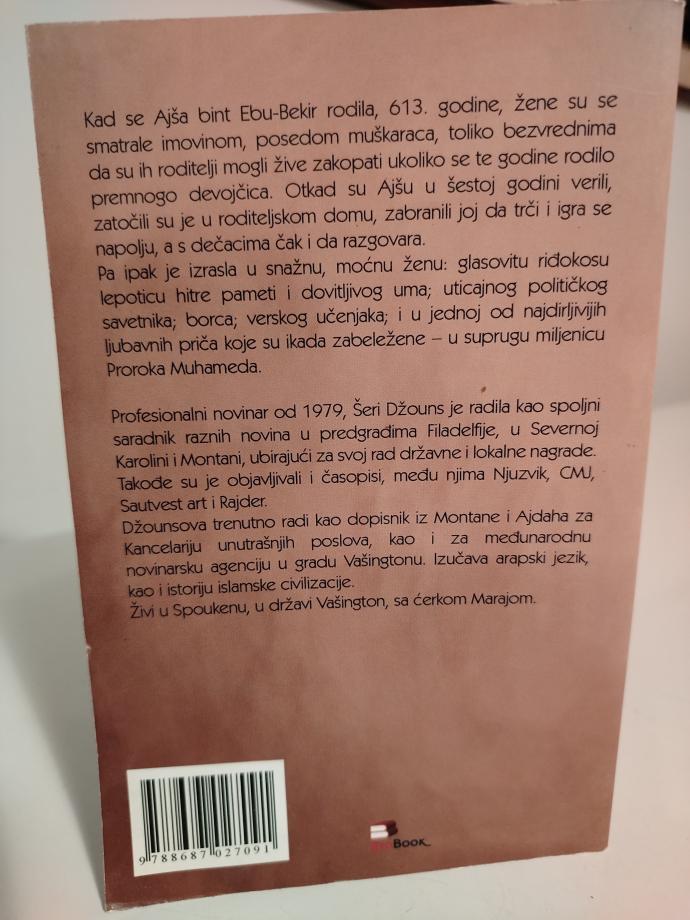 Kad se Ajša bint Ebu-Bekir rodila, 613. godine, žene su se
smatrale imovinom, posedom muškaraca, toliko bezvrednima
da su ih roditelji mogli žive zakopati ukoliko se te godine rodilo
premnogo devojčica. Otkad su Ajšu u šestoj godini verili,
zatočili su je u roditeljskom domu, zabranili joj da trči i igra se
napolju, a s dečacima čak i da razgovara.
Pa ipak je izrasla u snažnu, moćnu ženu: glasovitu riđokosu
lepoticu hitre pameti i dovitljivog uma; uticajnog političkog
savetnika; borca; verskog učenjaka; i u jednoj od najdirljivijih
ljubavnih priča koje su ikada zabeležene – u suprugu miljenicu
Proroka Muhameda.
Profesionalni novinar od 1979, Šeri Džouns je radila kao spoljni
saradnik raznih novina u predgrađima Filadelfije, u Severnoj
Karolini i Montani, ubirajući za svoj rad državne i lokalne nagrade.
Takođe su je objavljivali i časopisi, među njima Njuzvik, CMJ,
Sautvest art i Rajder.
Džounsova trenutno radi kao dopisnik iz Montane i Ajdaha za
Kancelariju unutrašnjih poslova, kao i za međunarodnu
novinarsku agenciju u gradu Vašingtonu. Izučava arapski jezik,
kao i istoriju islamske civilizacije.
Živi u Spoukenu, u državi Vašington, sa ćerkom Marajom.
9 788687 027091
Book